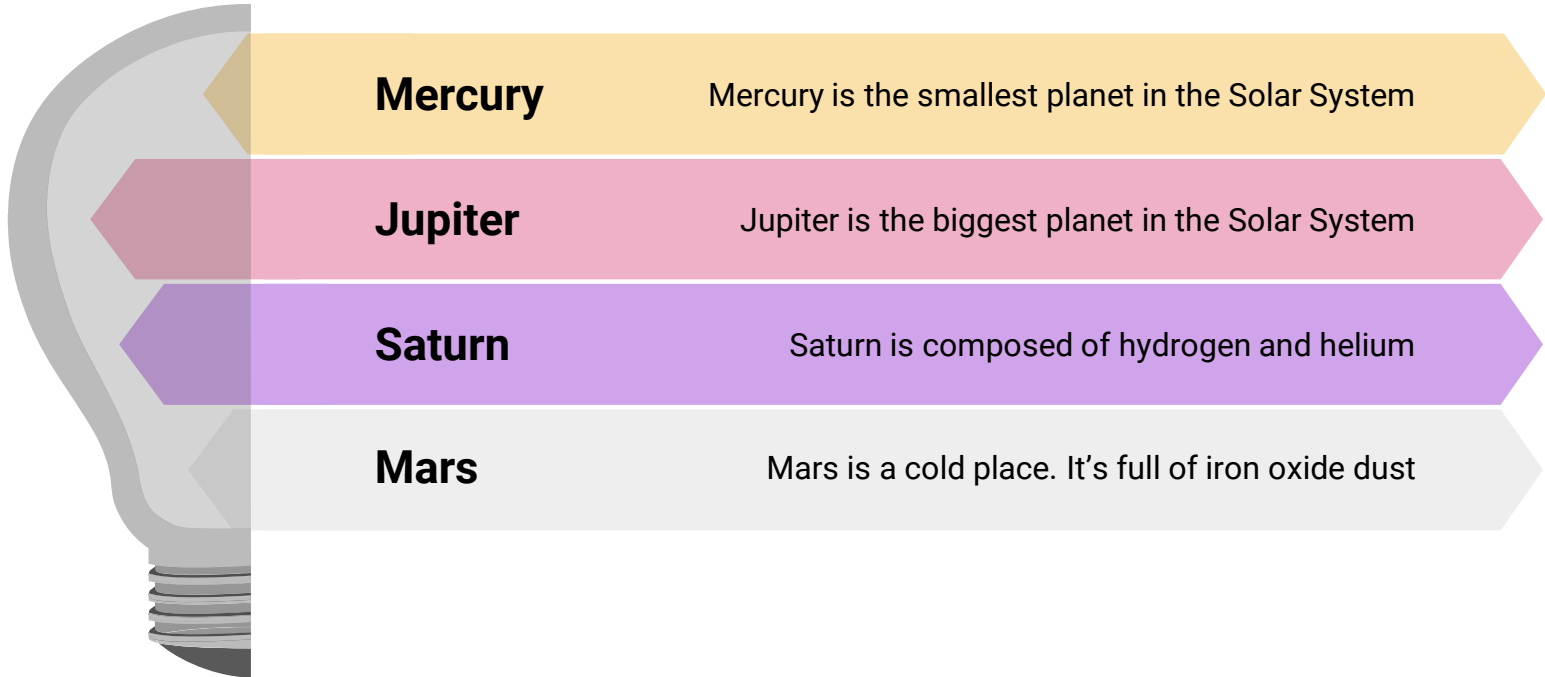 Mercury
Mercury is the smallest planet in the Solar System
Jupiter
Jupiter is the biggest planet in the Solar System
Saturn
Saturn is composed of hydrogen and helium
Mars
Mars is a cold place. It’s full of iron oxide dust